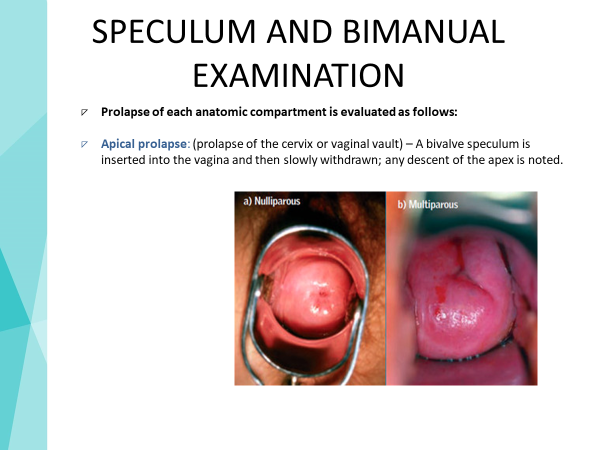 SPECULUM AND BIMANUAL
EXAMINATION
Prolapse of each anatomic compartment is evaluated as follows:
Apical prolapse: (prolapse of the cervix or vaginal vault) – A bivalve speculum is
inserted into the vagina and then slowly withdrawn; any descent of the apex is noted.
a) Nulliparous
b) Multiparous